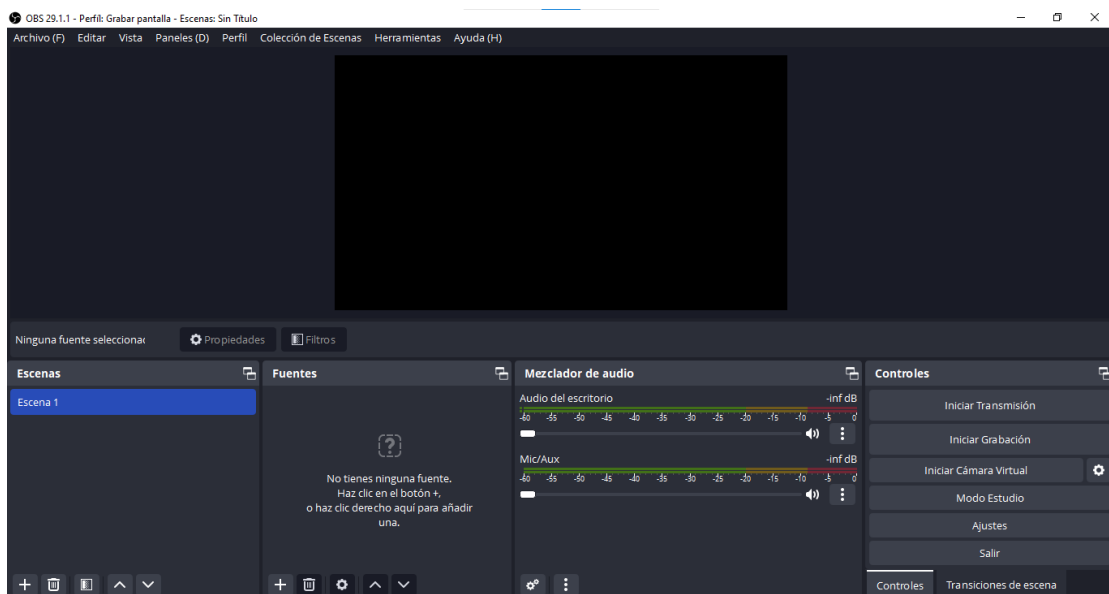 OBS 29.1.1 - Perfil: Grabar pantalla - Escenas: Sin Título
Archivo (F) Editar Vista Paneles (D) Perfil Colección de Escenas Herramientas Ayuda (H)
Ninguna fuente seleccionac Propiedades Filtros
Escenas
Escena 1
Fuentes
No tienes ninguna fuente.
Haz clic en el botón +,
o haz clic derecho aquí para añadir
una.
Mezclador de audio
Audio del escritorio -inf dB
-60 -55 -50 -45 -40 -35 -30 -25 -20 -15 -10 -5 0
Mic/Aux -inf dB
-60 -55 -50 -45 -40 -35 -30 -25 -20 -15 -10 -5 0
Controles
Iniciar Transmisión
Iniciar Grabación
Iniciar Cámara Virtual
Modo Estudio
Ajustes
Salir
Controles Transiciones de escena